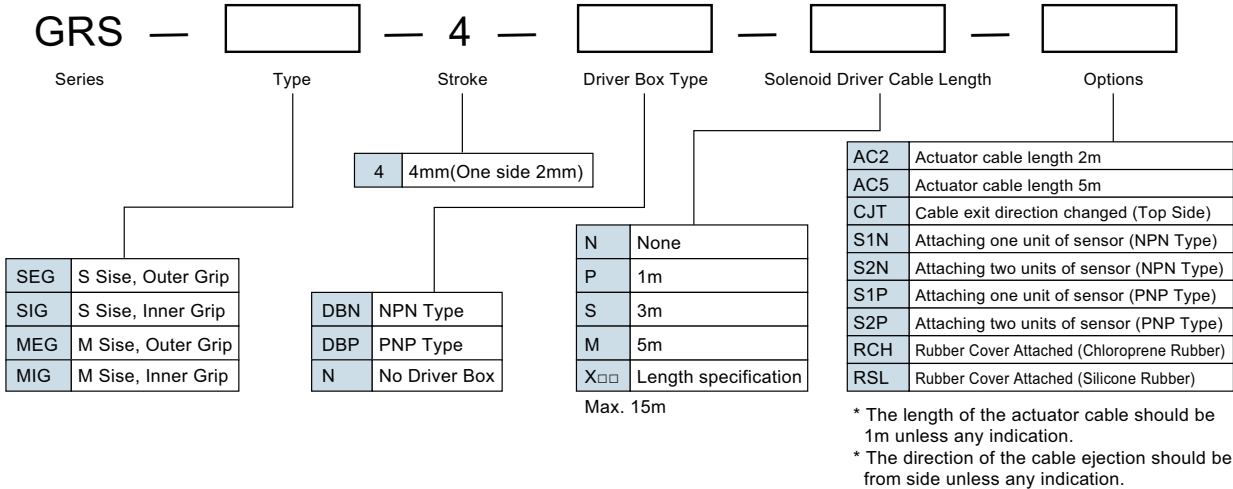 GRS — — 4 — — —
Series Type Stroke Driver Box Type Solenoid Driver Cable Length Options
4 4mm(One side 2mm)
SEG S Sise, Outer Grip
SIG S Sise, Inner Grip
MEG M Sise, Outer Grip
MIG M Sise, Inner Grip
DBN NPN Type
DBP PNP Type
N No Driver Box
N None
P 1m
S 3m
M 5m
X□□ Length specification
Max. 15m
AC2 Actuator cable length 2m
AC5 Actuator cable length 5m
CJT Cable exit direction changed (Top Side)
S1N Attaching one unit of sensor (NPN Type)
S2N Attaching two units of sensor (NPN Type)
S1P Attaching one unit of sensor (PNP Type)
S2P Attaching two units of sensor (PNP Type)
RCH Rubber Cover Attached (Chloroprene Rubber)
RSL Rubber Cover Attached (Silicone Rubber)
* The length of the actuator cable should be
1m unless any indication.
* The direction of the cable ejection should be
from side unless any indication.